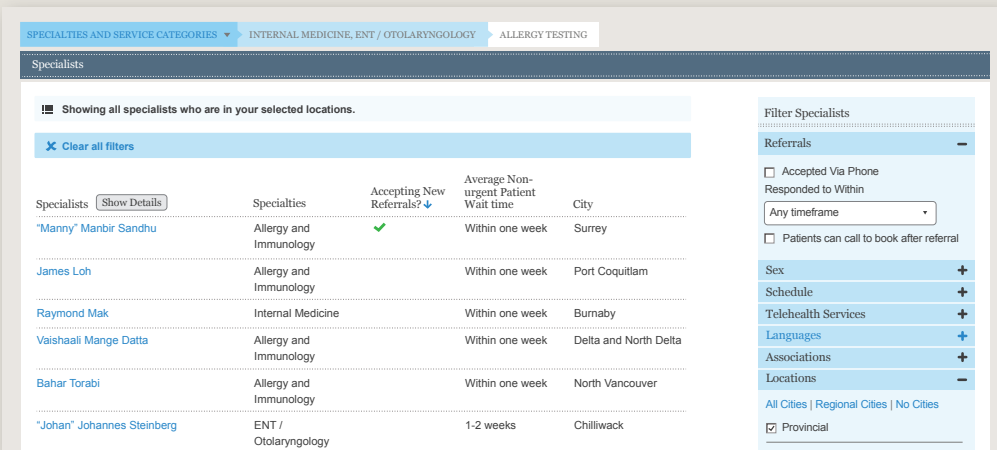 SPECIALTIES AND SERVICE CATEGORIES
INTERNAL MEDICINE, ENT / OTOLARYNGOLOGY
ALLERGY TESTING
Specialists
Showing all specialists who are in your selected locations.
Clear all filters
Specialists Show Details
Specialties
Accepting New
Referrals?
Average Non-
urgent Patient
Wait time
City
“Manny” Manbir Sandhu
Allergy and
Immunology
Within one week
Surrey
James Loh
Allergy and
Immunology
Within one week
Port Coquitlam
Raymond Mak
Internal Medicine
Within one week
Burnaby
Vaishaali Mange Datta
Allergy and
Immunology
Within one week
Delta and North Delta
Bahar Torabi
Allergy and
Immunology
Within one week
North Vancouver
“Johan” Johannes Steinberg
ENT /
Otolaryngology
1-2 weeks
Chilliwack
Filter Specialists
Referrals
Accepted Via Phone
Responded to Within
Any timeframe
Patients can call to book after referral
Sex
Schedule
Telehealth Services
Languages
Associations
Locations
All Cities | Regional Cities | No Cities
Provincial